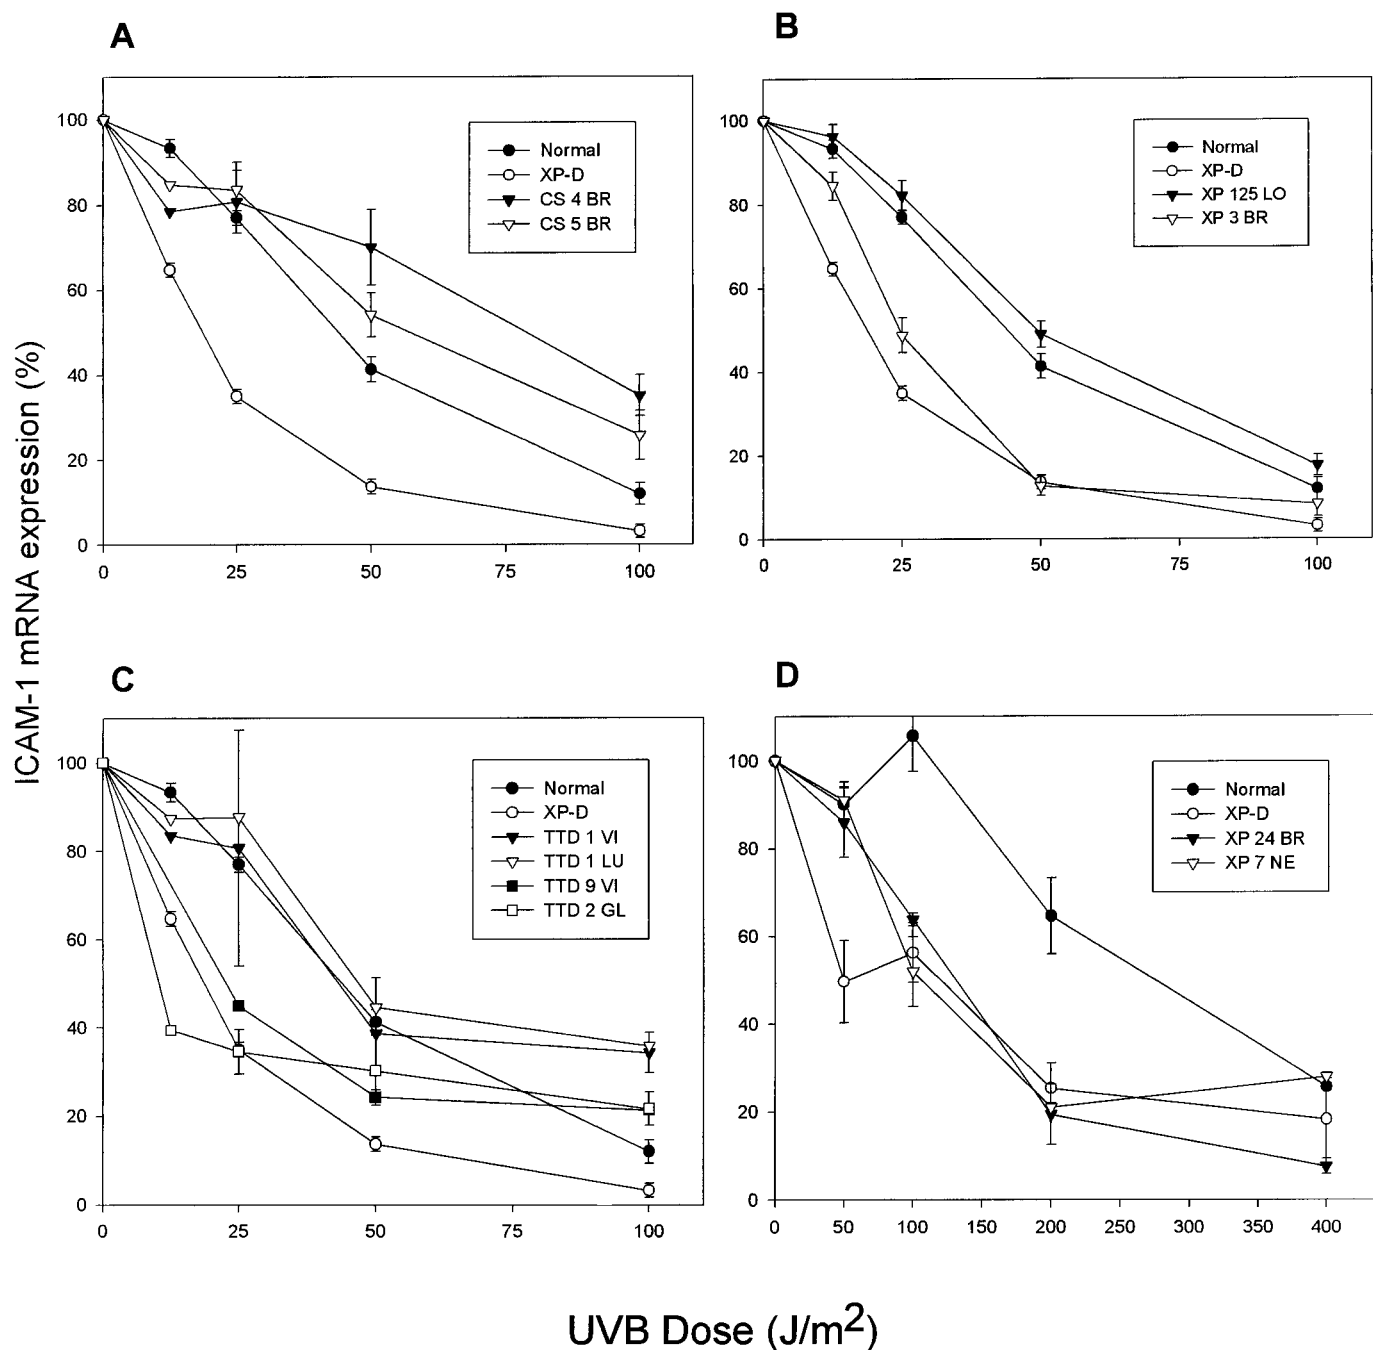 A
100
80
60
40
20
0
0 25 50 75 100
Normal
XP-D
CS 4 BR
CS 5 BR
B
100
80
60
40
20
0
0 25 50 75 100
Normal
XP-D
XP 125 LO
XP 3 BR
ICAM-1 mRNA expression (%)
C
100
80
60
40
20
0
0 25 50 75 100
Normal
XP-D
TTD 1 VI
TTD 1 LU
TTD 9 VI
TTD 2 GL
D
100
80
60
40
20
0
0 50 100 150 200 250 300 350 400
Normal
XP-D
XP 24 BR
XP 7 NE
UVB Dose (J/m²)